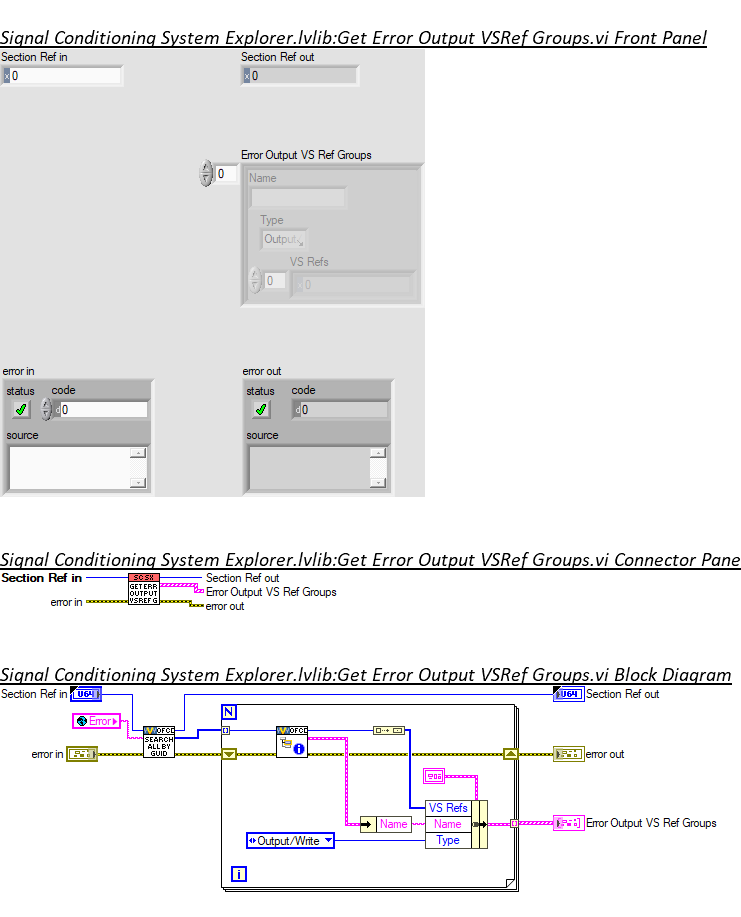 Signal Conditioning System Explorer.lvlib:Get Error Output VSRef Groups.vi Front Panel
Section Ref in
Section Ref out
x 0
x 0
Error Output VS Ref Groups
0
Name
Type
Output
VS Refs
0
x 0
error in
error out
status code
status code
d 0
d 0
source
source
Signal Conditioning System Explorer.lvlib:Get Error Output VSRef Groups.vi Connector Pane
Section Ref in
SCSX
Section Ref out
GET ERR
OUTPUT
VSREF G
Error Output VS Ref Groups
error in
error out
Signal Conditioning System Explorer.lvlib:Get Error Output VSRef Groups.vi Block Diagram
Section Ref in
U64
U64
Section Ref out
N
Error
OFCE
SEARCH
ALL BY
GUID
OFCE
error in
error out
VS Refs
Name
Name
Error Output VS Ref Groups
Output/Write
Type
i